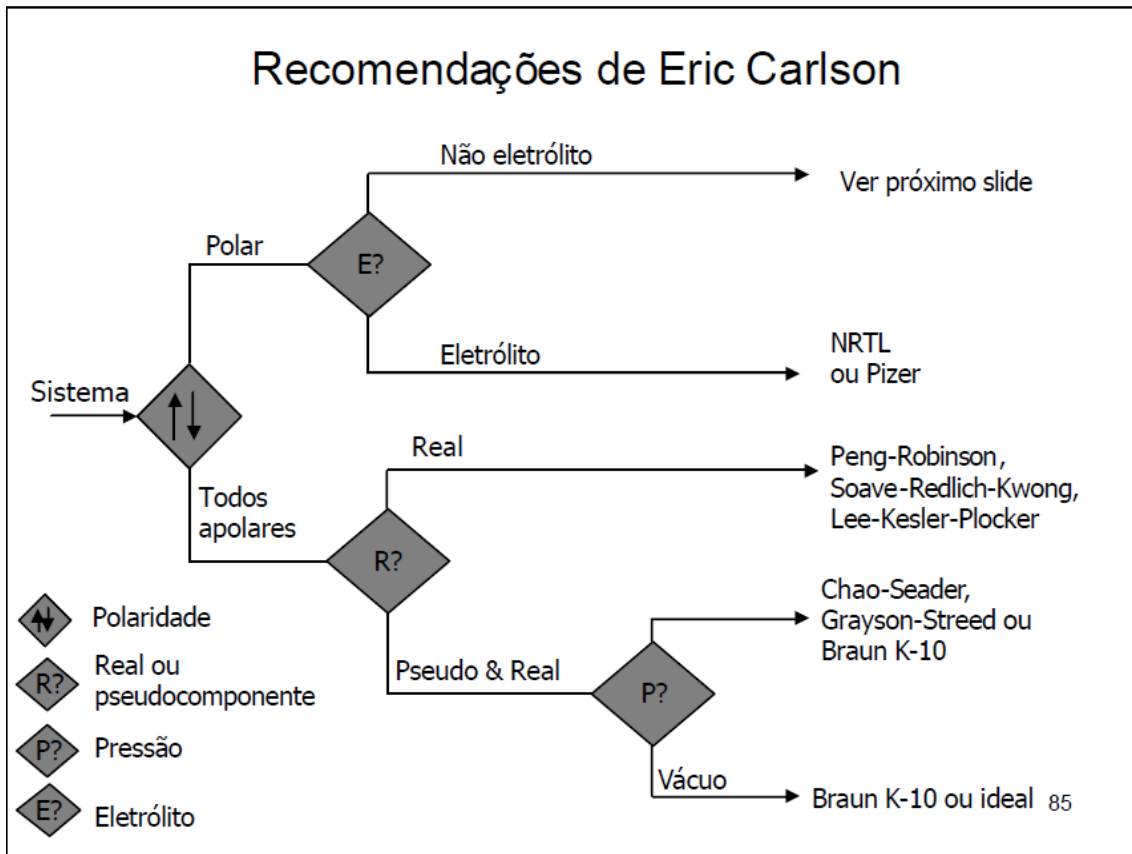 Recomendações de Eric Carlson
Não eletrólito
Ver próximo slide
Polar
E?
Eletrólito
NRTL
ou Pizer
Sistema
Real
Peng-Robinson,
Soave-Redlich-Kwong,
Lee-Kesler-Plocker
Todos
apolares
R?
Chao-Seader,
Grayson-Streed ou
Braun K-10
Pseudo & Real
P?
Vácuo
Braun K-10 ou ideal
85
Polaridade
R?
Real ou
pseudocomponente
P?
Pressão
E?
Eletrólito